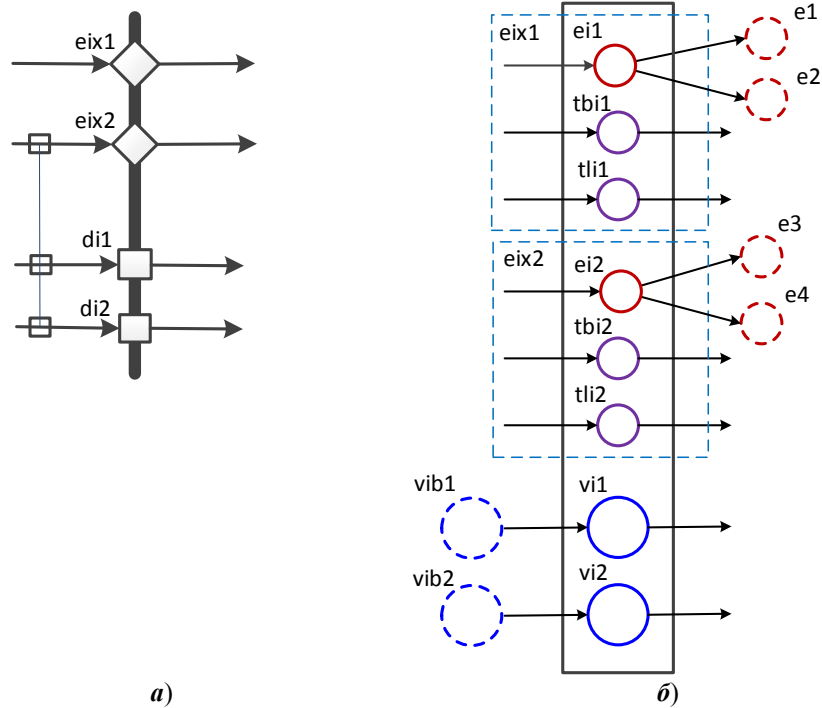 eix1
eix2
di1
di2
а)
eix1
ei1
e1
e2
tbi1
tli1
eix2
ei2
e3
e4
tbi2
tli2
vib1
vi1
vib2
vi2
б)